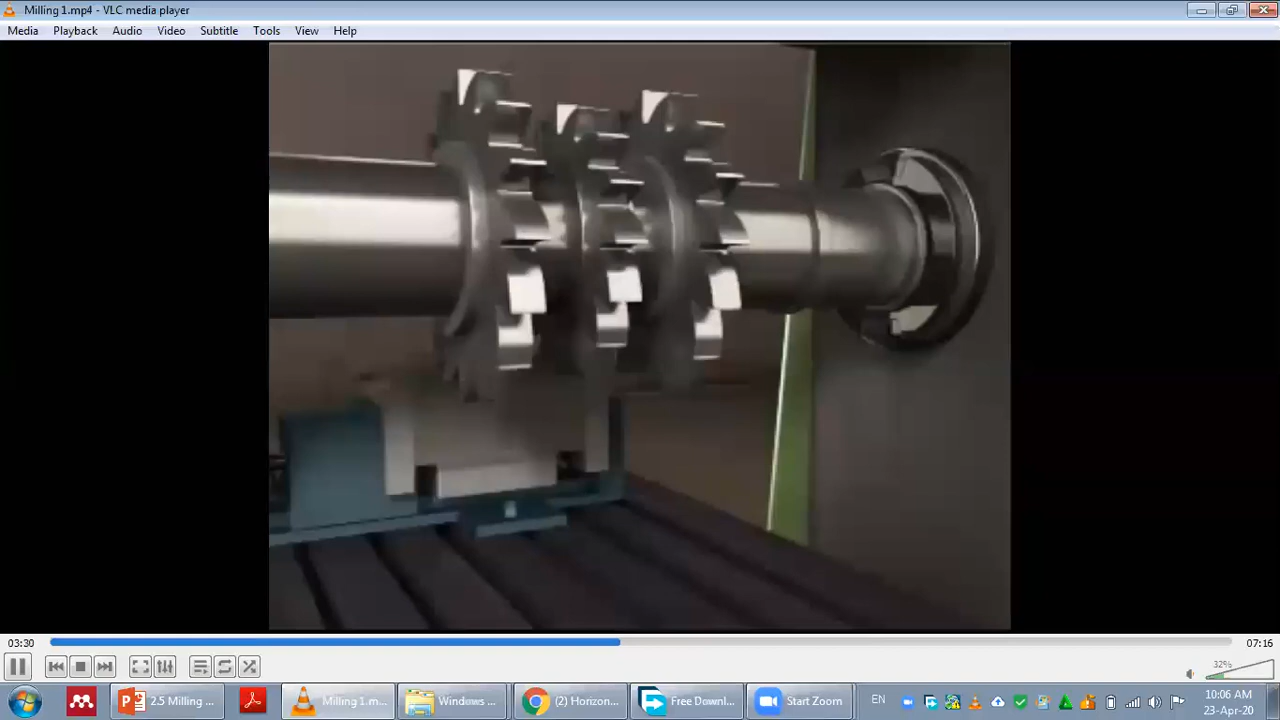 Milling 1.mp4 - VLC media player
Media Playback Audio Video Subtitle Tools View Help
03:30
07:16
32%
2.5 Milling ...
Milling 1.m...
Windows ...
(2) Horizon...
Free Downl...
Start Zoom
EN
10:06 AM
23-Apr-20